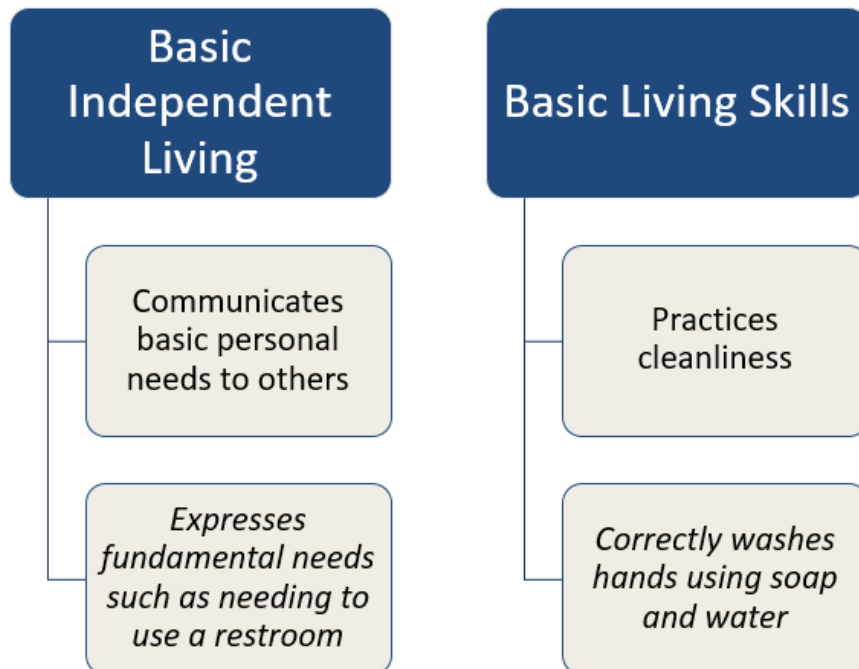 Basic
Independent
Living
Communicates
basic personal
needs to others
Expresses
fundamental needs
such as needing to
use a restroom
Basic Living Skills
Practices
cleanliness
Correctly washes
hands using soap
and water